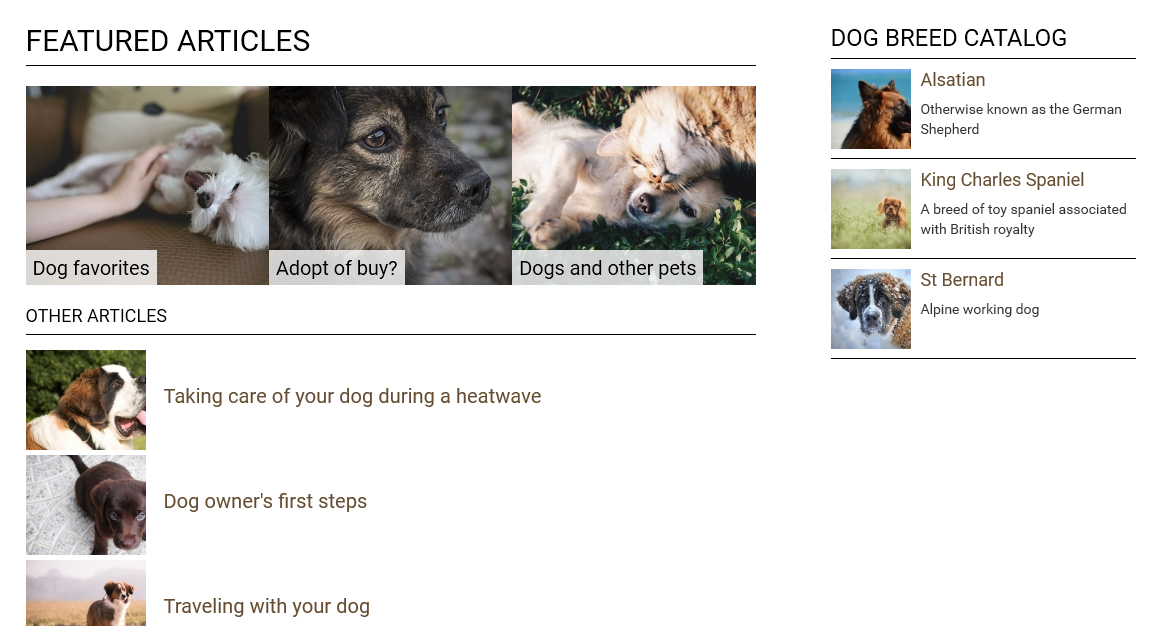 FEATURED ARTICLES
Dog favorites
Adopt of buy?
Dogs and other pets
OTHER ARTICLES
Taking care of your dog during a heatwave
Dog owner's first steps
Traveling with your dog
DOG BREED CATALOG
Alsatian
Otherwise known as the German
Shepherd
King Charles Spaniel
A breed of toy spaniel associated
with British royalty
St Bernard
Alpine working dog